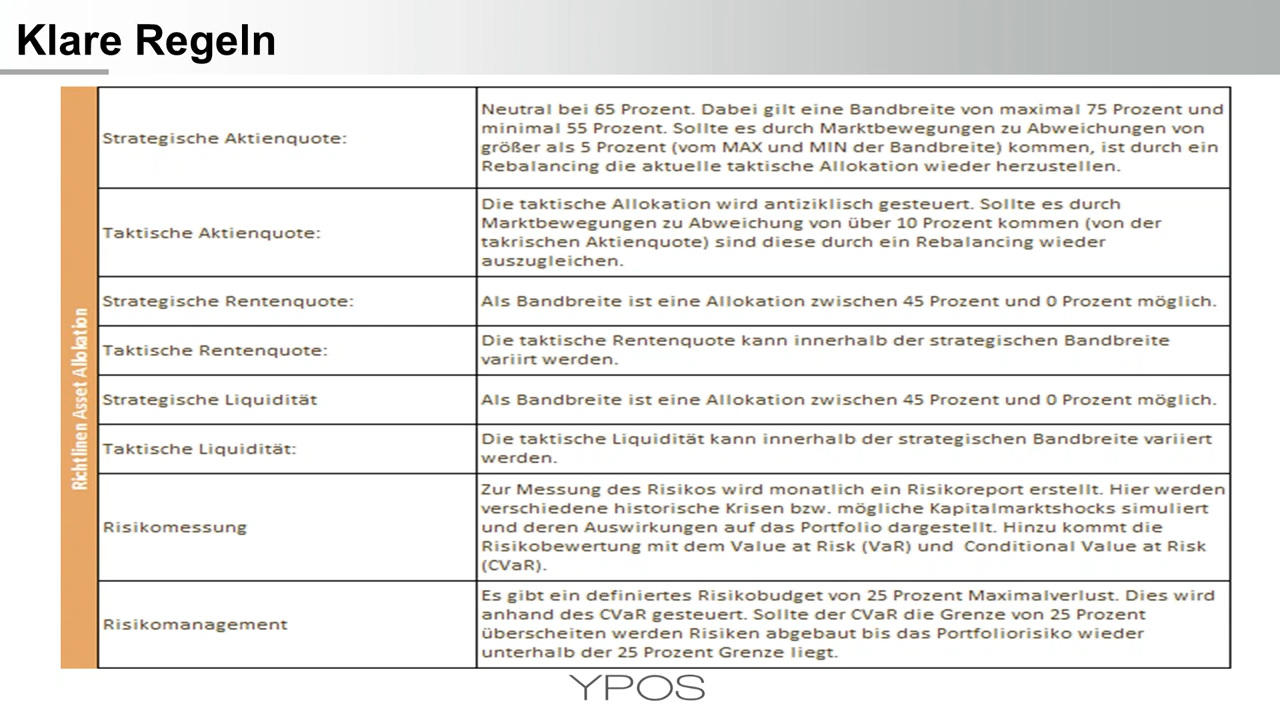 Klare Regeln
Richtlinen Asset Allokation
Strategische Aktienquote:
Neutral bei 65 Prozent. Dabei gilt eine Bandbreite von maximal 75 Prozent und
minimal 55 Prozent. Sollte es durch Marktbewegungen zu Abweichungen von
größer als 5 Prozent (vom MAX und MIN der Bandbreite) kommen, ist durch ein
Rebalancing die aktuelle taktische Allokation wieder herzustellen.
Taktische Aktienquote:
Die taktische Allokation wird antiziklisch gesteuert. Sollte es durch
Marktbewegungen zu Abweichung von über 10 Prozent kommen (von der
takrischen Aktienquote) sind diese durch ein Rebalancing wieder
auszugleichen.
Strategische Rentenquote:
Als Bandbreite ist eine Allokation zwischen 45 Prozent und 0 Prozent möglich.
Taktische Rentenquote:
Die taktische Rentenquote kann innerhalb der strategischen Bandbreite
variirt werden.
Strategische Liquidität
Als Bandbreite ist eine Allokation zwischen 45 Prozent und 0 Prozent möglich.
Taktische Liquidität:
Die taktische Liquidität kann innerhalb der strategischen Bandbreite variiert
werden.
Risikomessung
Zur Messung des Risikos wird monatlich ein Risikoreport erstellt. Hier werden
verschiedene historische Krisen bzw. mögliche Kapitalmarktshocks simuliert
und deren Auswirkungen auf das Portfolio dargestellt. Hinzu kommt die
Risikobewertung mit dem Value at Risk (VaR) und Conditional Value at Risk
(CVaR).
Risikomanagement
Es gibt ein definiertes Risikobudget von 25 Prozent Maximalverlust. Dies wird
anhand des CVaR gesteuert. Sollte der CVaR die Grenze von 25 Prozent
überscheiten werden Risiken abgebaut bis das Portfoliorisiko wieder
unterhalb der 25 Prozent Grenze liegt.
YPOS